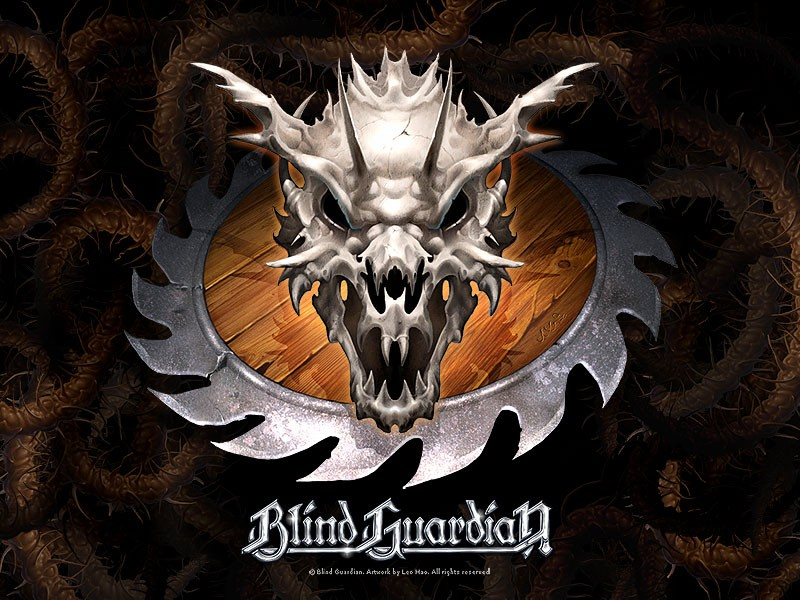 Blind Guardian
© Blind Guardian. Artwork by Leo Hao. All rights reserved